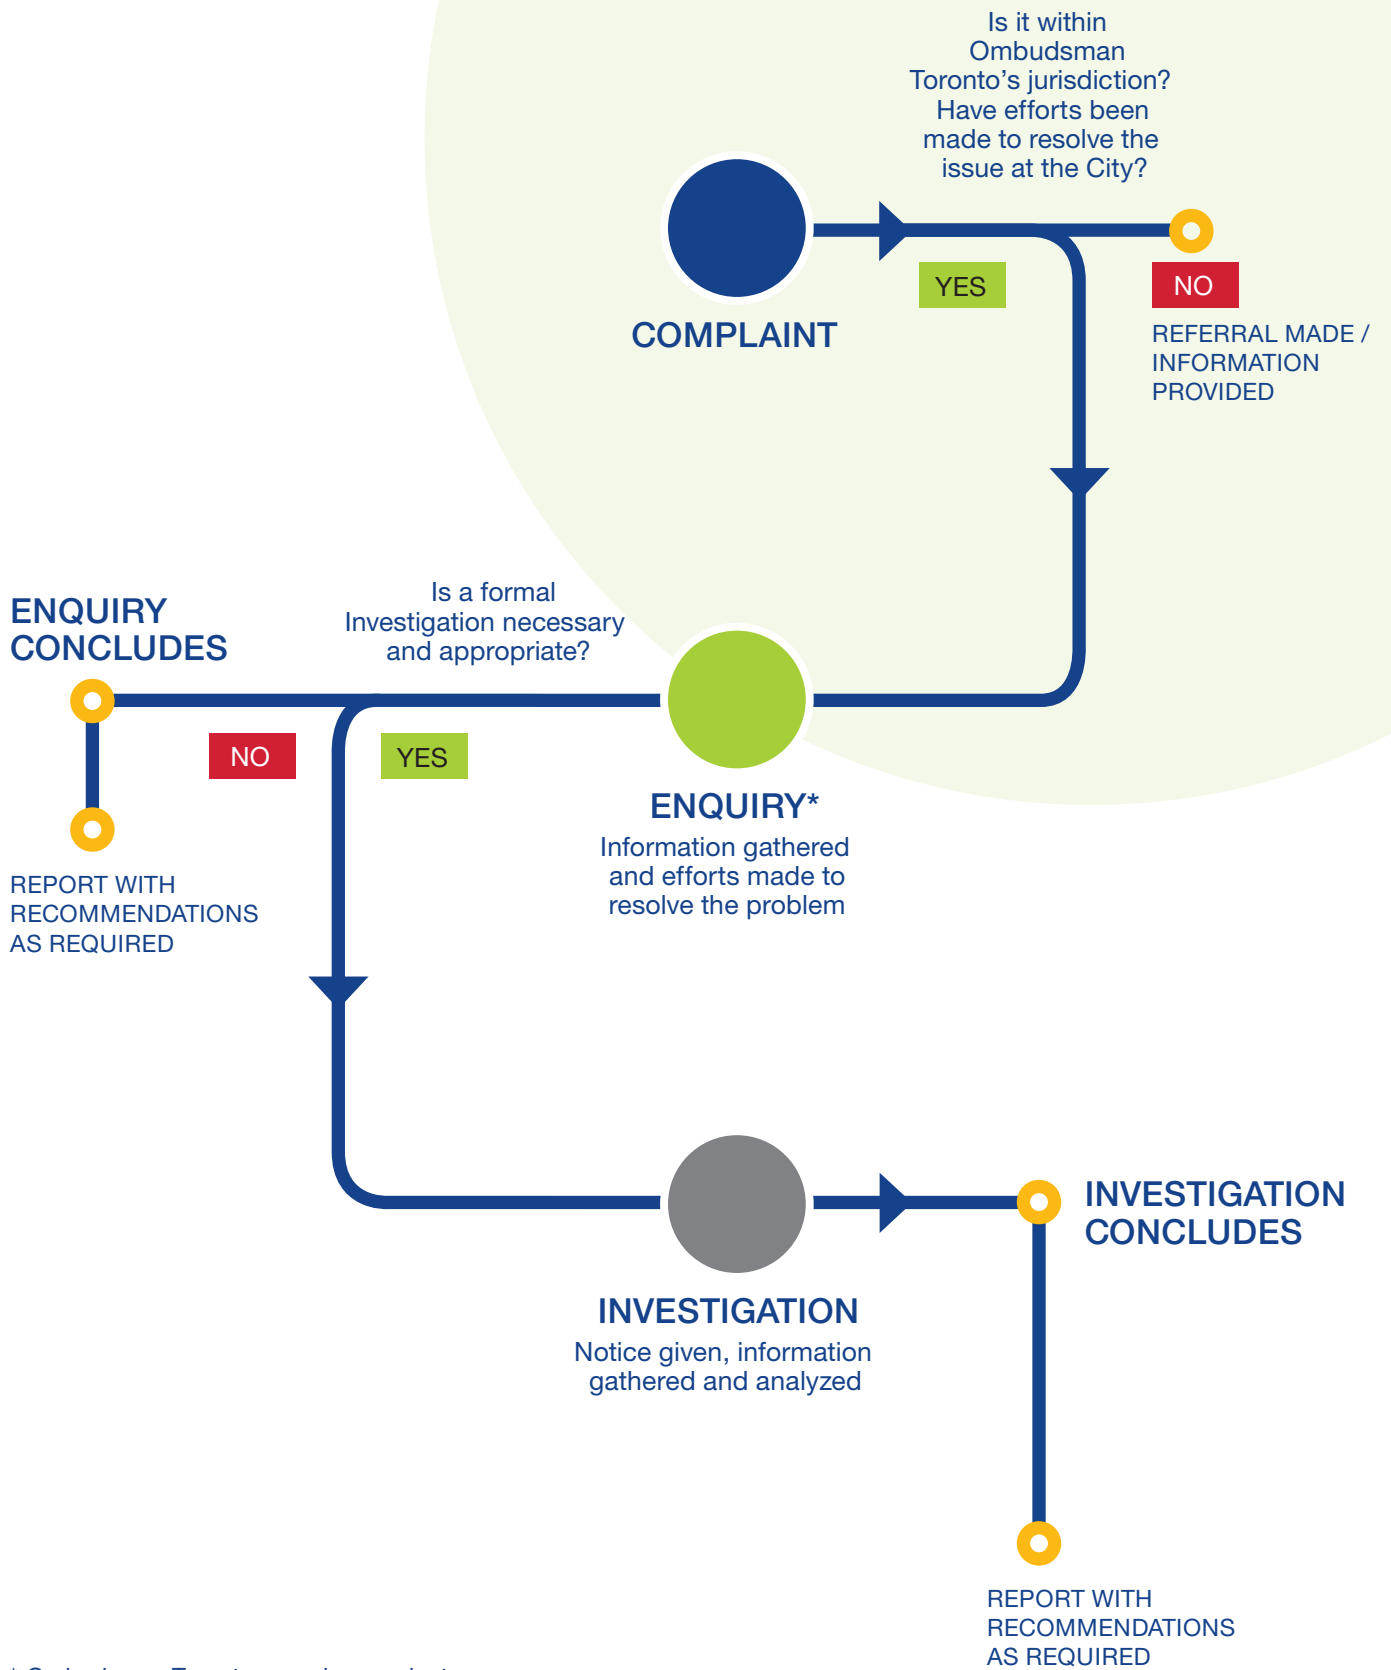 Is it within
Ombudsman
Toronto’s jurisdiction?
Have efforts been
made to resolve the
issue at the City?
COMPLAINT
YES
NO
REFERRAL MADE /
INFORMATION
PROVIDED
ENQUIRY
CONCLUDES
Is a formal
Investigation necessary
and appropriate?
NO
YES
REPORT WITH
RECOMMENDATIONS
AS REQUIRED
ENQUIRY*
Information gathered
and efforts made to
resolve the problem
INVESTIGATION
Notice given, information
gathered and analyzed
INVESTIGATION
CONCLUDES
REPORT WITH
RECOMMENDATIONS
AS REQUIRED